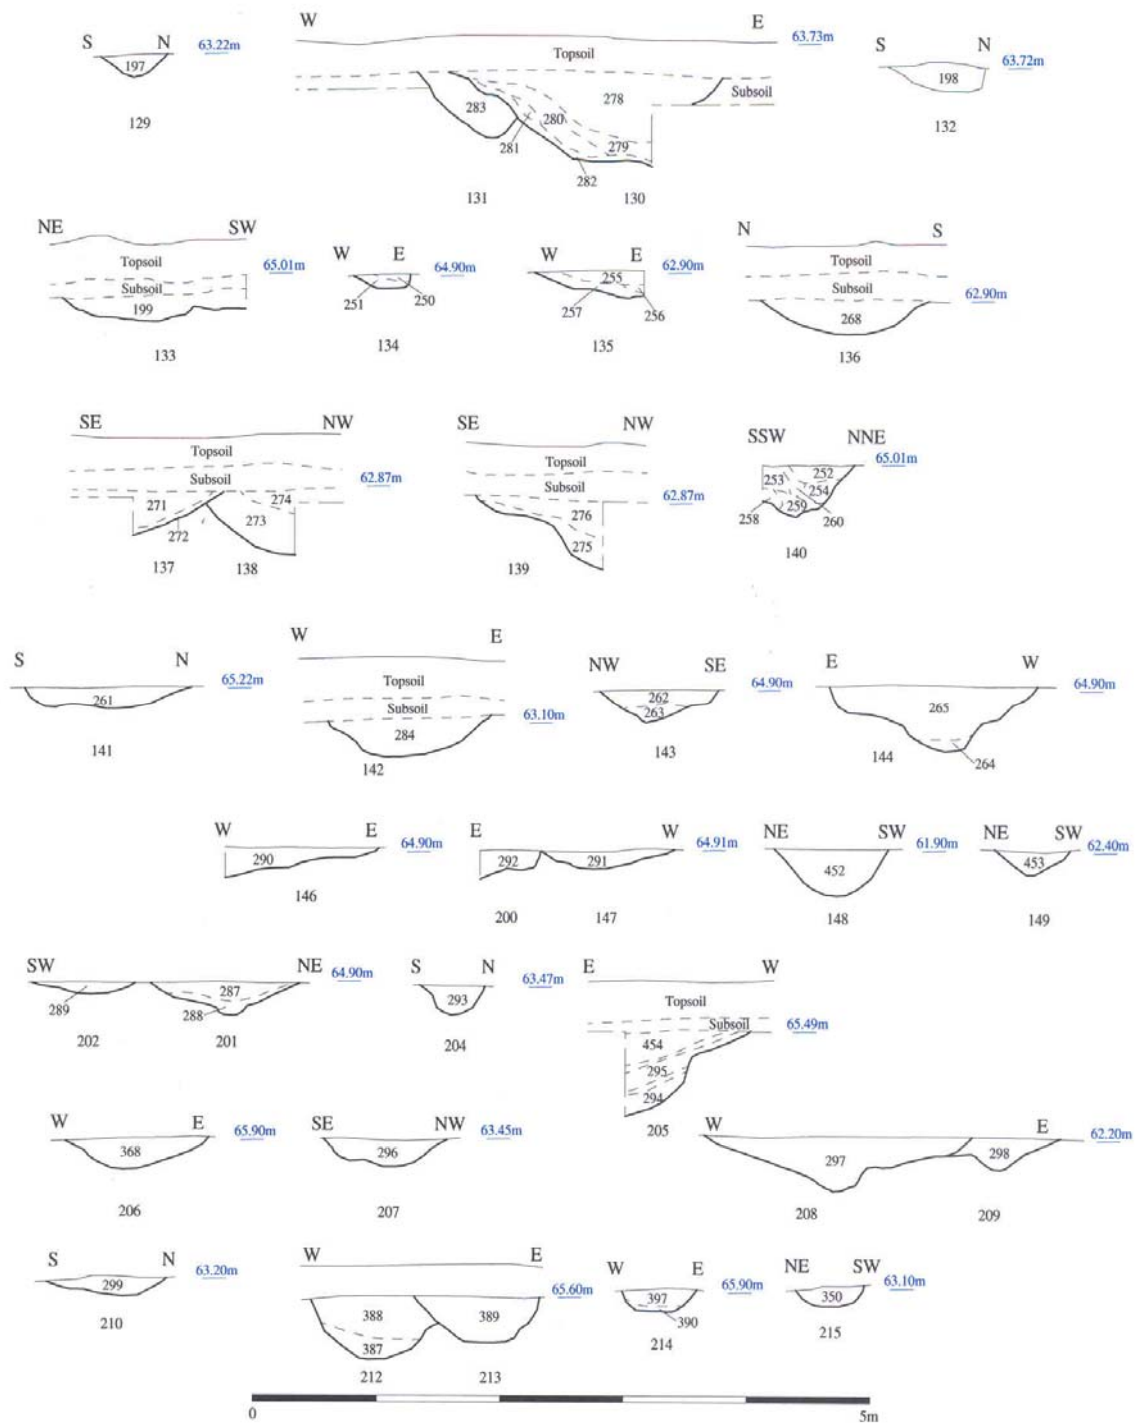 W E
S N 63.22m 63.73m S N 63.72m
Topsoil
197 198
283 278 Subsoil
280
281 279
282
129 131 130 132
NE SW N S
Topsoil 65.01m W E 64.90m W E 62.90m Topsoil
Subsoil 255 Subsoil 62.90m
199 251 250 257 256 268
133 134 135 136
SE NW SE NW SSW NNE
Topsoil Topsoil 65.01m
Subsoil 62.87m Subsoil 62.87m 253 252
271 274 276 254
272 273 275 258 259 260
137 138 139 140
W E
S N 65.22m NW SE 64.90m E W 64.90m
261 Topsoil 262 265
Subsoil 63.10m 263
284 264
141 142 143 144
W E 64.90m E W 64.91m NE SW 61.90m NE SW 62.40m
290 292 291 452 453
146 200 147 148 149
SW NE 64.90m S N 63.47m E W
287 293 Topsoil
289 288 Subsoil 65.49m
202 201 204 454
295
294
205
W E 65.90m SE NW 63.45m W E 62.20m
368 296 297 298
206 207 208 209
S N 63.20m W E W E 65.90m NE SW 63.10m
299 65.60m 397 350
210 388 389 390
387 214 215
212 213
0 5m